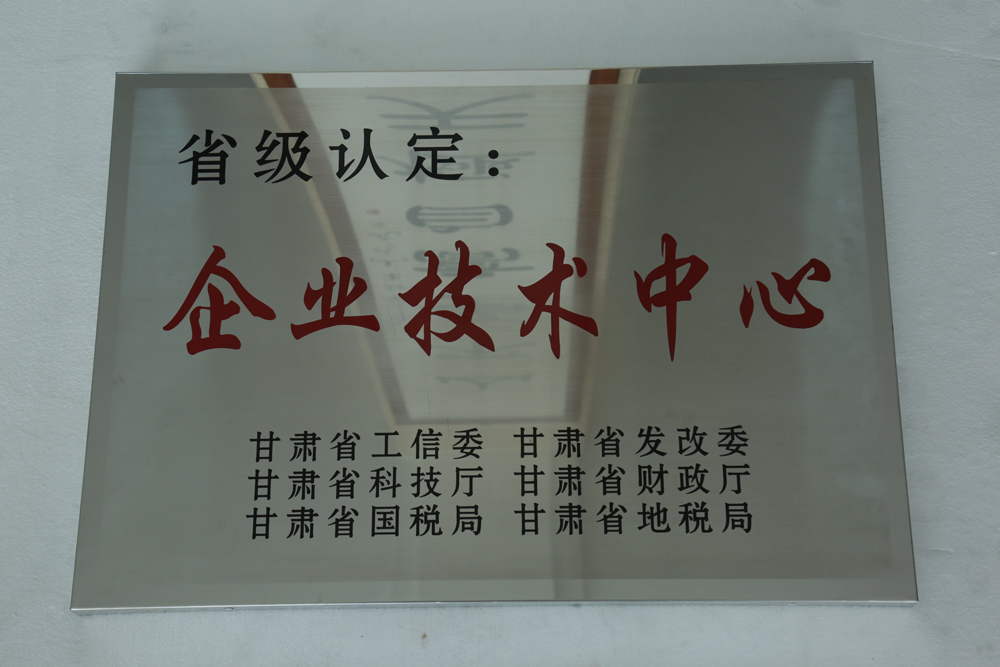 省级认定：
企业技术中心
甘肃省工信委 甘肃省发改委
甘肃省科技厅 甘肃省财政厅
甘肃省国税局 甘肃省地税局